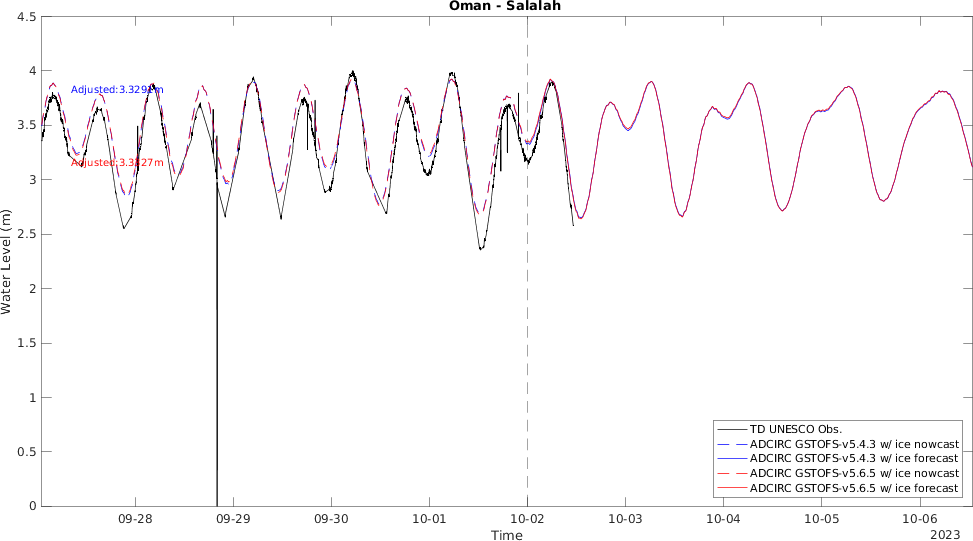 Oman - Salalah
4.5
4
3.5
3
2.5
2
1.5
1
0.5
0
Water Level (m)
Adjusted:3.3291m
Adjusted:3.3827m
09-28
09-29
09-30
10-01
10-02
10-03
10-04
10-05
10-06
Time
2023
TD UNESCO Obs.
ADCIRC GSTOFS-v5.4.3 w/ ice nowcast
ADCIRC GSTOFS-v5.4.3 w/ ice forecast
ADCIRC GSTOFS-v5.6.5 w/ ice nowcast
ADCIRC GSTOFS-v5.6.5 w/ ice forecast